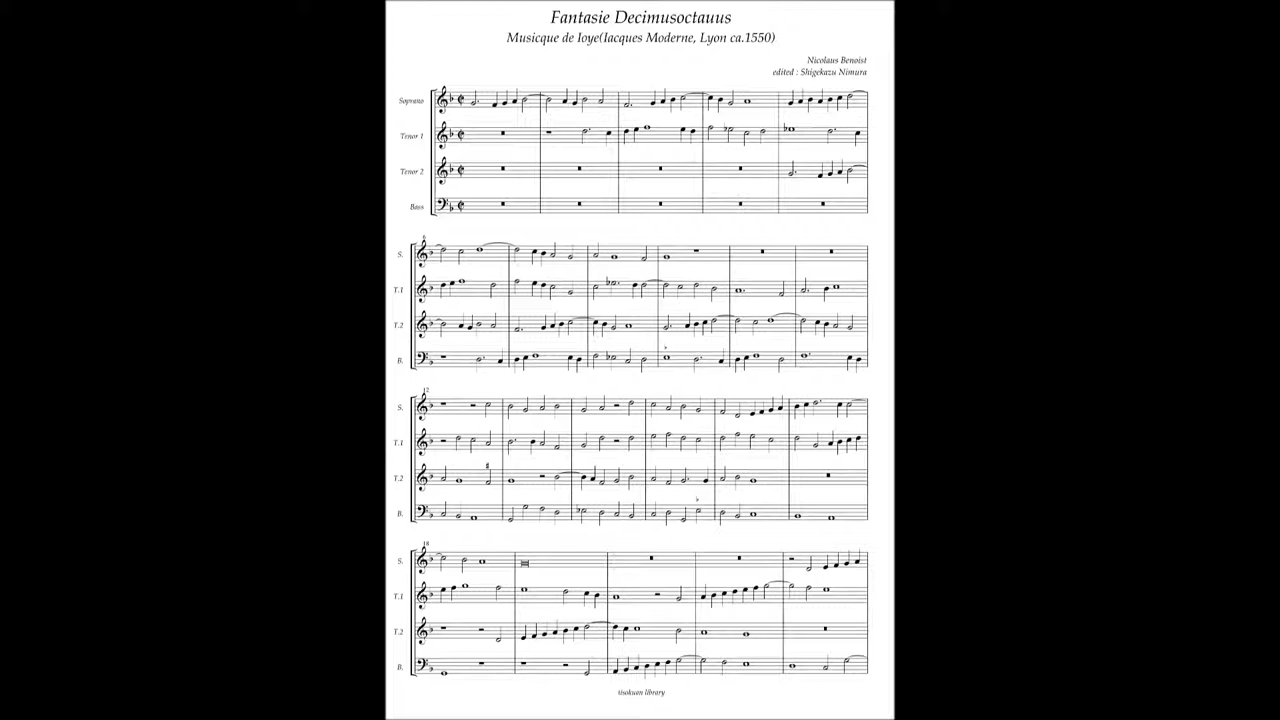 Fantasie Decimusoctauus
Musicque de Ioye(Iacques Moderne, Lyon ca.1550)
Nicolaus Benoist
edited : Shigekazu Nimura
Soprano
Tenor 1
Tenor 2
Bass
6
S.
T.1
T.2
B.
12
S.
T.1
T.2
B.
18
S.
T.1
T.2
B.
tisokuon library